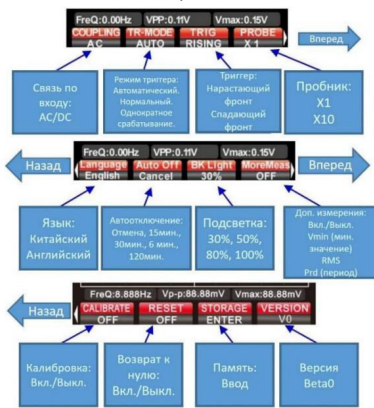 FreQ:0.00Hz VPP:0.11V Vmax:0.15V
COUPLING TR-MODE TRIG PROBE
AC AUTO RISING X 1
Вперед
Связь по
входу:
AC/DC
Режим триггера:
Автоматический.
Нормальный.
Однократное
срабатывание.
Триггер:
Нарастающий
фронт
Спадающий
фронт
Пробник:
X1
X10
Назад
FreQ:0.00Hz VPP:0.11V Vmax:0.15V
Language Auto Off BK Light MoreMeas
English Cancel 30% OFF
Вперед
Язык:
Китайский
Английский
Автоотключение:
Отмена, 15мин.,
30мин., 6 мин.,
120мин.
Подсветка:
30%, 50%,
80%, 100%
Доп. измерения:
Вкл./Выкл.
Vmin (мин.
значение)
RMS
Prd (период)
Назад
FreQ:8.888Hz Vp-p:88.88mV Vmax:88.88mV
CALIBRATE RESET STORAGE VERSION
OFF OFF ENTER V0
Калибровка:
Вкл./Выкл.
Возврат к
нулю:
Вкл./Выкл.
Память:
Ввод
Версия
Beta0